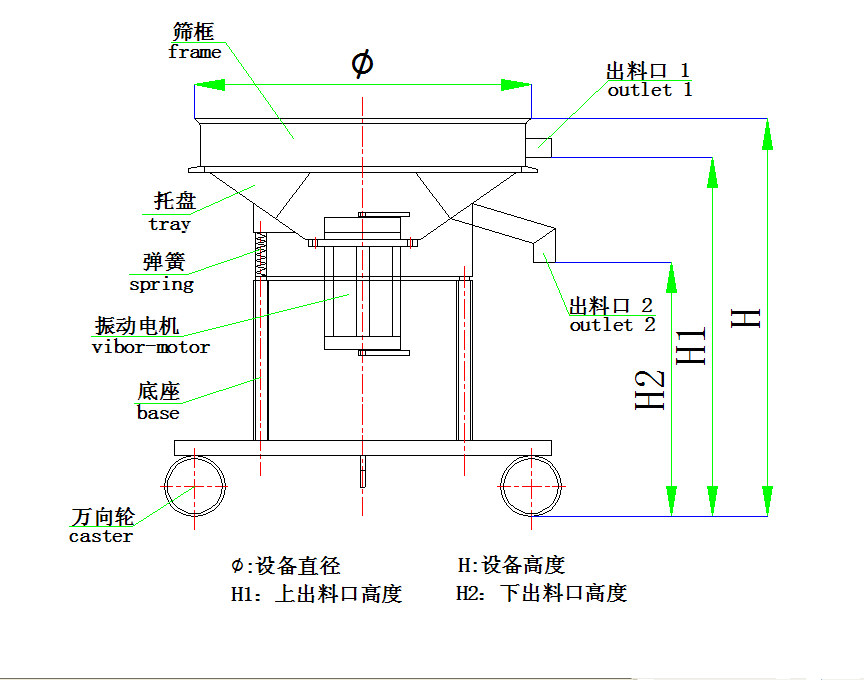 筛框
frame
Φ
出料口 1
outlet 1
托盘
tray
弹簧
spring
出料口 2
outlet 2
振动电机
vibor-motor
H
H1
H2
底座
base
万向轮
caster
Φ:设备直径
H:设备高度
H1: 上出料口高度
H2: 下出料口高度